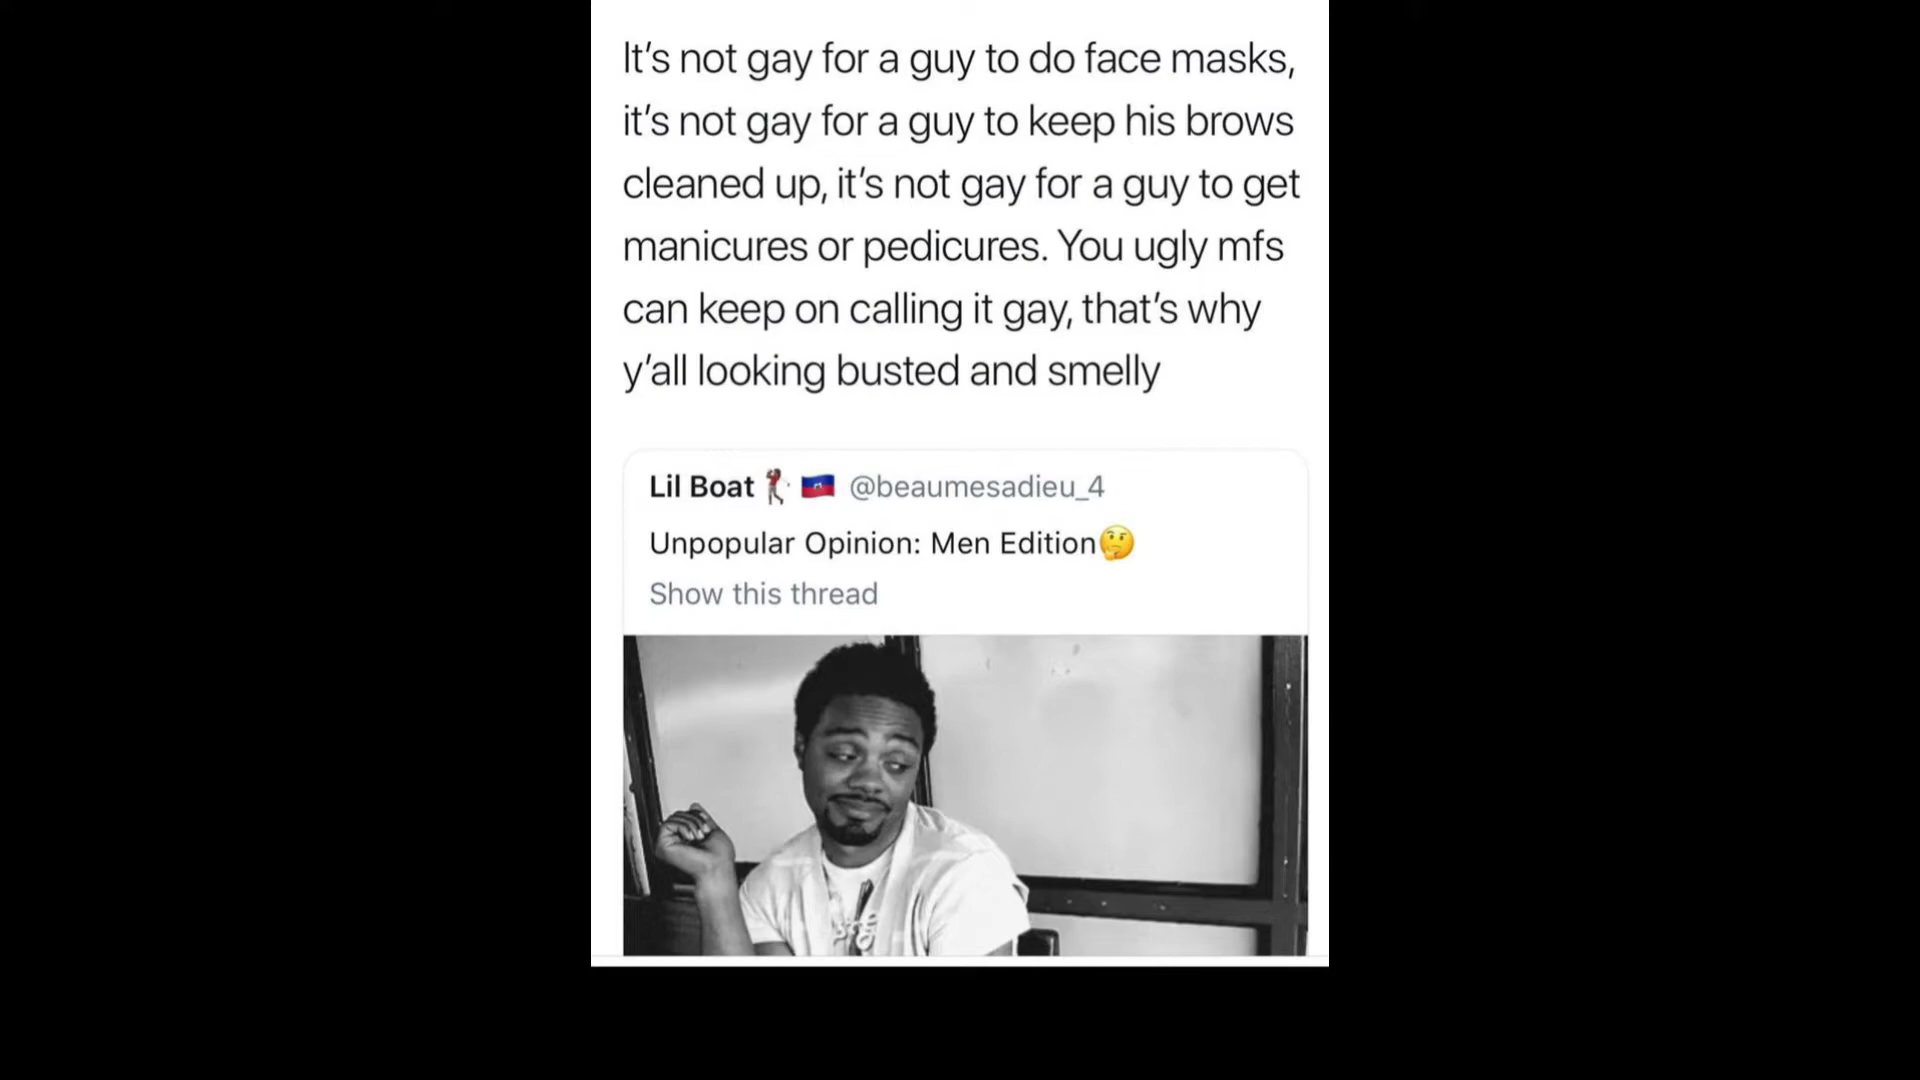 It’s not gay for a guy to do face masks,
it’s not gay for a guy to keep his brows
cleaned up, it’s not gay for a guy to get
manicures or pedicures. You ugly mfs
can keep on calling it gay, that’s why
y’all looking busted and smelly
Lil Boat 🏌🏿 🇭🇹 @beaumesadieu_4
Unpopular Opinion: Men Edition🤔
Show this thread